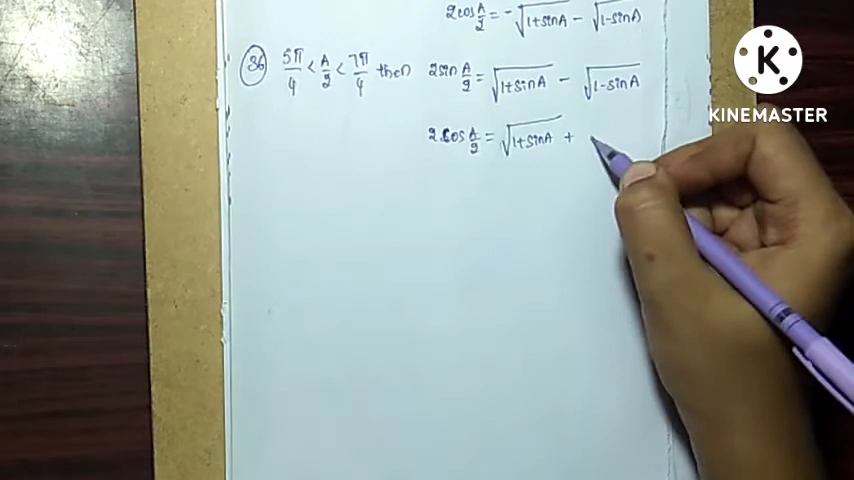 2cos A/2 = -√(1+sinA) - √(1-sinA)
36 5π/4 < A/2 < 7π/4 then 2sin A/2 = √(1+sinA) - √(1-sinA)
2cos A/2 = √(1+sinA) +
K
KINEMASTER